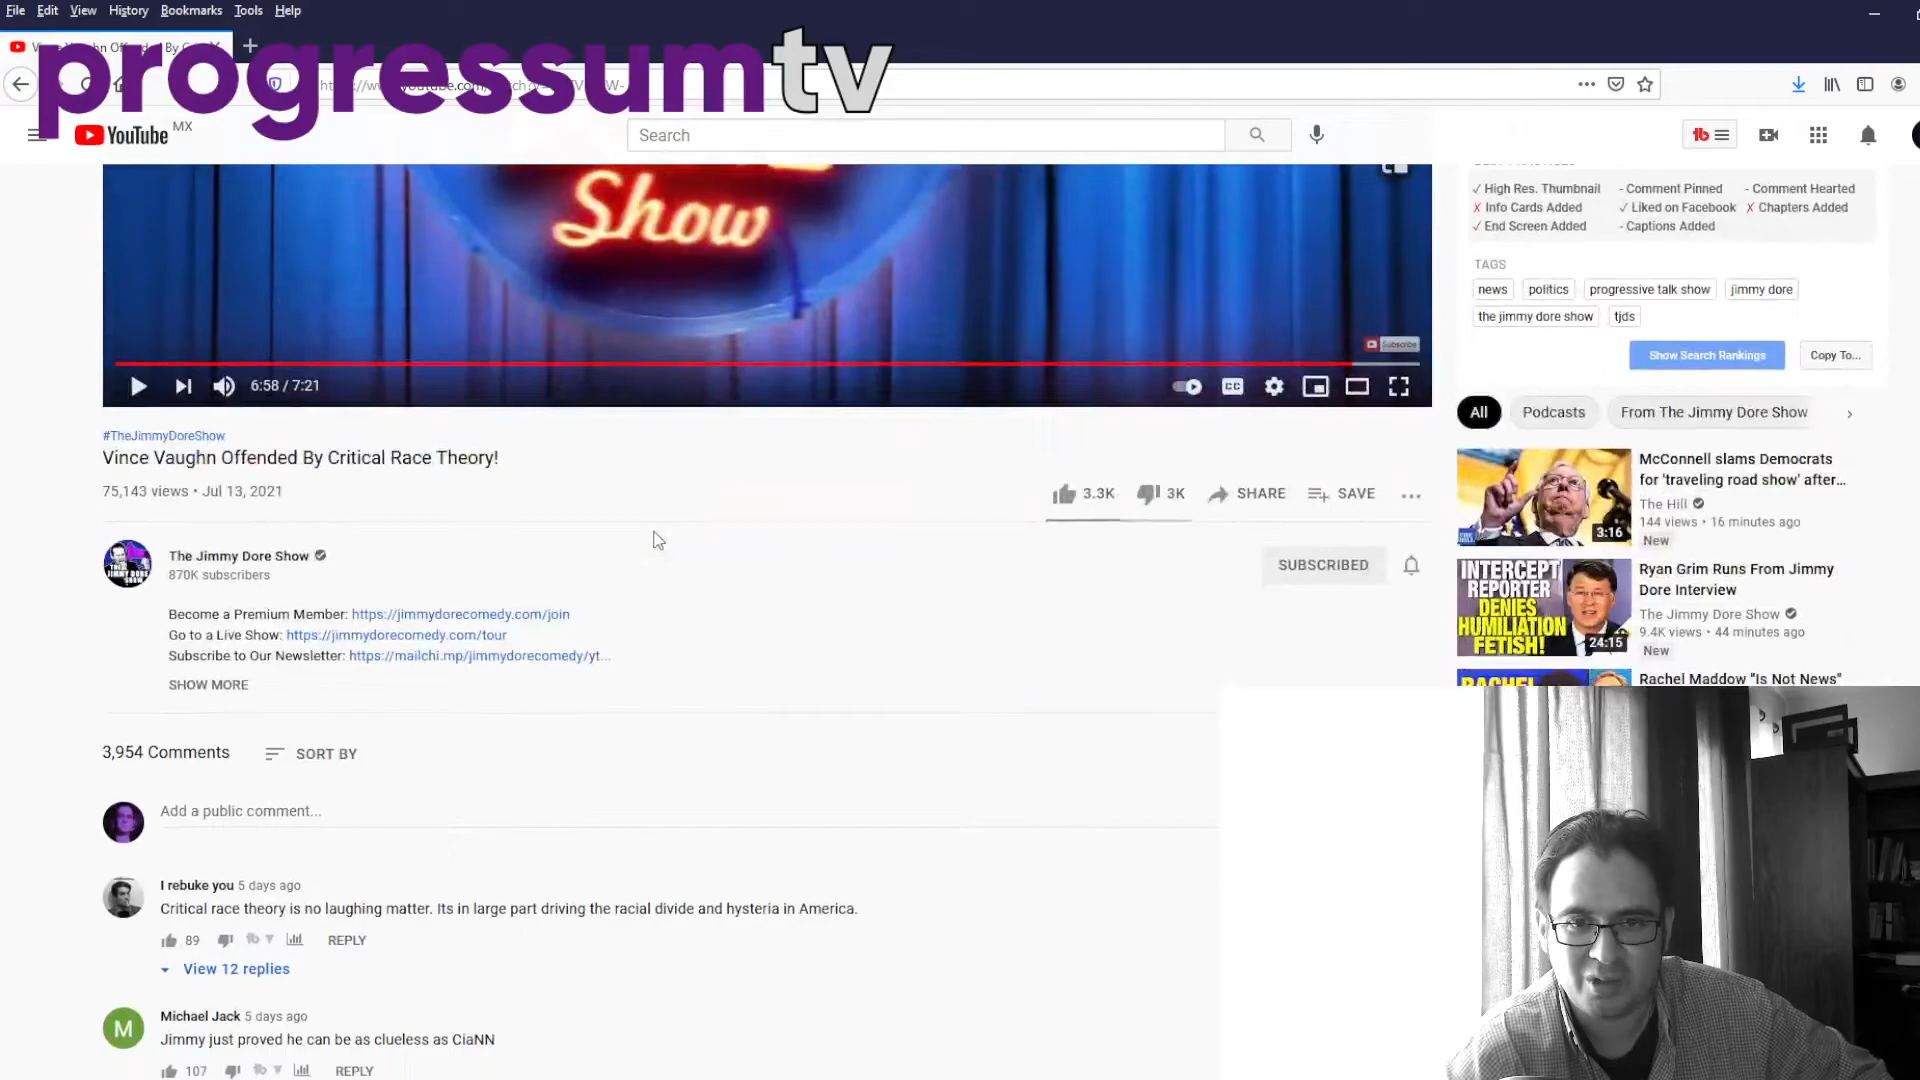 File Edit View History Bookmarks Tools Help
progressumtv
YouTube MX
Search
Show
Subscribe
6:58 / 7:21
CC
#TheJimmyDoreShow
Vince Vaughn Offended By Critical Race Theory!
75,143 views • Jul 13, 2021
3.3K 3K SHARE SAVE
The Jimmy Dore Show
870K subscribers
SUBSCRIBED
Become a Premium Member: https://jimmydorecomedy.com/join
Go to a Live Show: https://jimmydorecomedy.com/tour
Subscribe to Our Newsletter: https://mailchi.mp/jimmydorecomedy/yt...
SHOW MORE
3,954 Comments SORT BY
Add a public comment...
I rebuke you 5 days ago
Critical race theory is no laughing matter. Its in large part driving the racial divide and hysteria in America.
89 REPLY
View 12 replies
M
Michael Jack 5 days ago
Jimmy just proved he can be as clueless as CiaNN
107 REPLY
✓ High Res. Thumbnail - Comment Pinned - Comment Hearted
X Info Cards Added ✓ Liked on Facebook X Chapters Added
✓ End Screen Added - Captions Added
TAGS
news politics progressive talk show jimmy dore
the jimmy dore show tjds
Show Search Rankings Copy To...
All Podcasts From The Jimmy Dore Show
McConnell slams Democrats
for 'traveling road show' after...
The Hill
144 views • 16 minutes ago
New
3:16
INTERCEPT
REPORTER
DENIES
HUMILIATION
FETISH!
24:15
Ryan Grim Runs From Jimmy
Dore Interview
The Jimmy Dore Show
9.4K views • 44 minutes ago
New
RACHEL
Rachel Maddow "Is Not News"